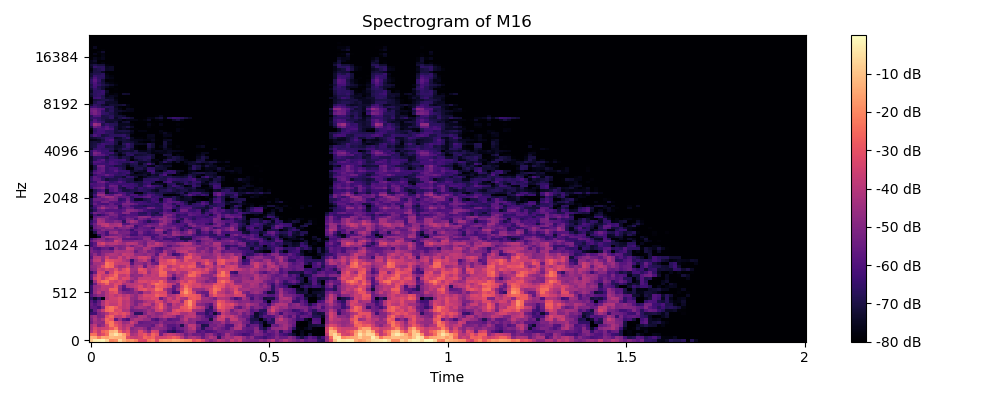 Spectrogram of M16
Hz
16384
8192
4096
2048
1024
512
0
0
0.5
1
1.5
2
Time
-10 dB
-20 dB
-30 dB
-40 dB
-50 dB
-60 dB
-70 dB
-80 dB